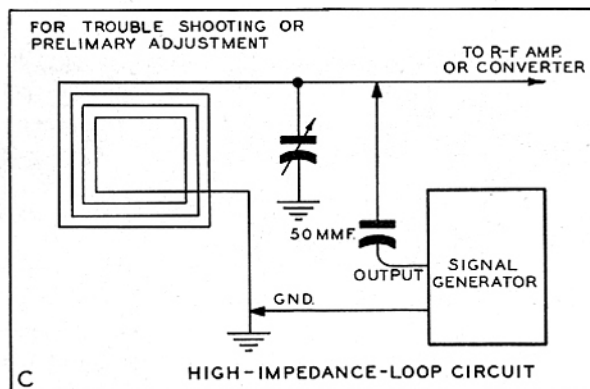 FOR TROUBLE SHOOTING OR
PRELIMARY ADJUSTMENT
TO R-F AMP.
OR CONVERTER
50 MMF.
OUTPUT
SIGNAL
GENERATOR
GND.
C
HIGH-IMPEDANCE-LOOP CIRCUIT